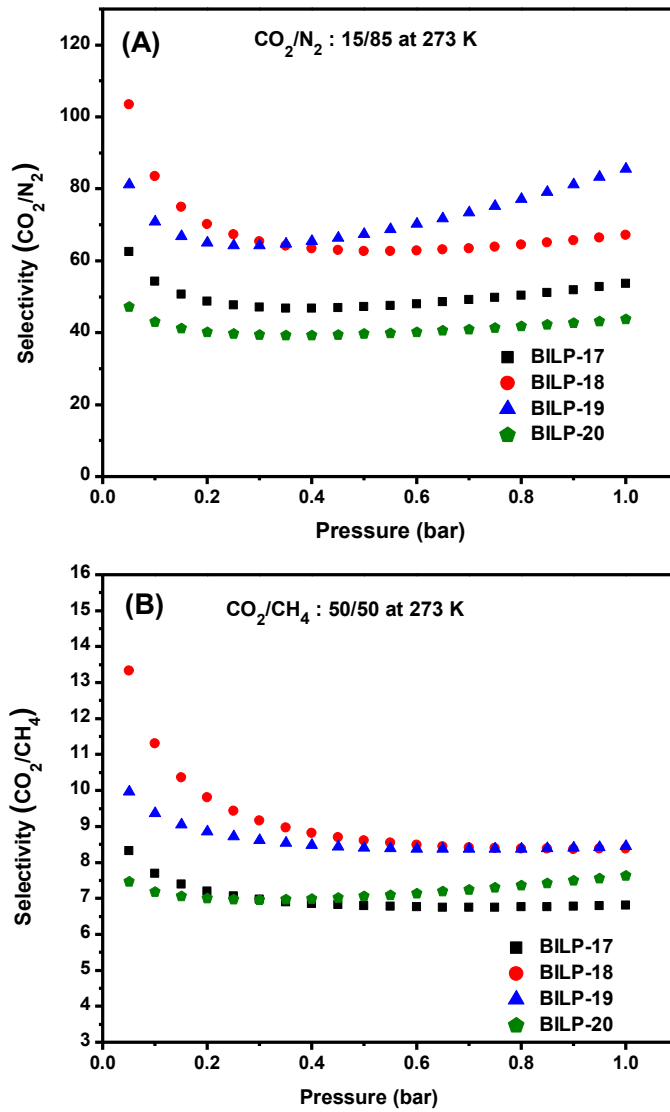 (A)
CO2/N2 : 15/85 at 273 K
120
100
80
60
40
20
0
Selectivity (CO2/N2)
BILP-17
BILP-18
BILP-19
BILP-20
0.0 0.2 0.4 0.6 0.8 1.0
Pressure (bar)
(B)
CO2/CH4 : 50/50 at 273 K
16
15
14
13
12
11
10
9
8
7
6
5
4
3
Selectivity (CO2/CH4)
BILP-17
BILP-18
BILP-19
BILP-20
0.0 0.2 0.4 0.6 0.8 1.0
Pressure (bar)